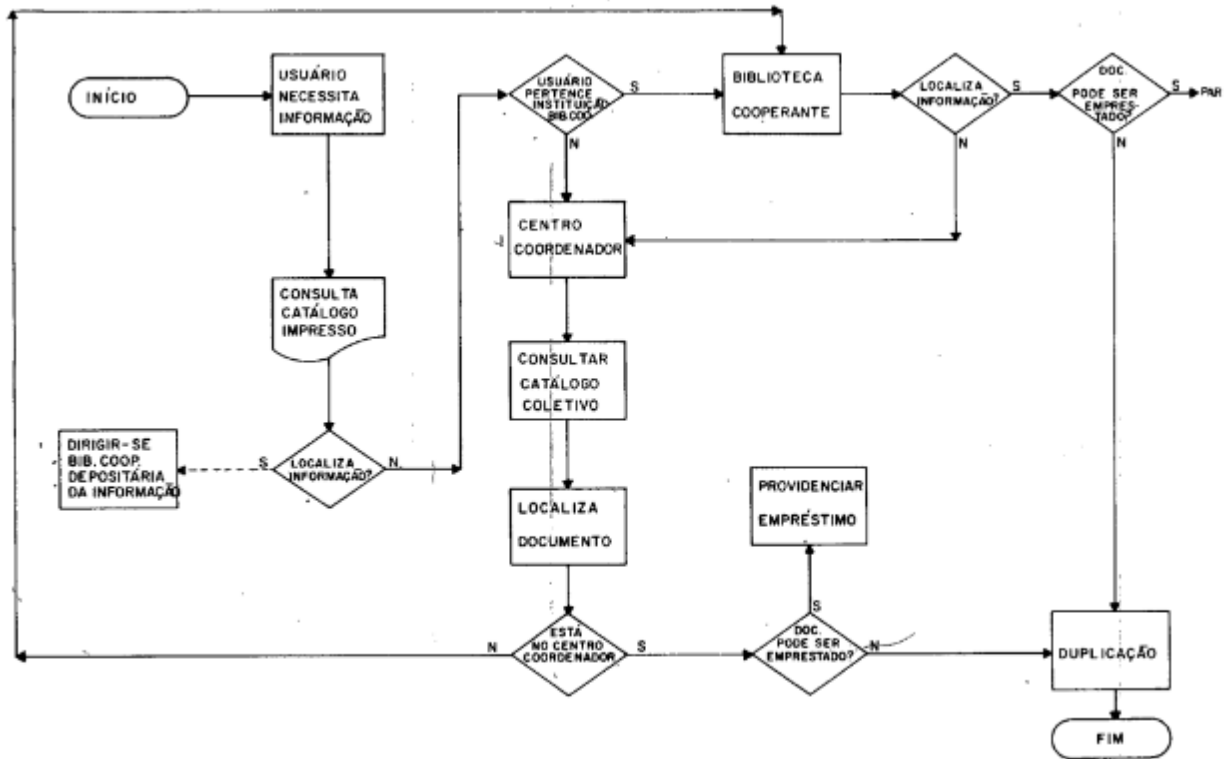 INÍCIO
USUÁRIO
NECESSITA
INFORMAÇÃO
CONSULTA
CATÁLOGO
IMPRESSO
LOCALIZA
INFORMAÇÃO?
S
N
DIRIGIR-SE
BIB. COOP.
DEPOSITÁRIA
DA INFORMAÇÃO
USUÁRIO
PERTENCE
INSTITUIÇÃO
BIB.COO.
S
N
BIBLIOTECA
COOPERANTE
LOCALIZA
INFORMAÇÃO?
S
N
DOC.
PODE SER
EMPRES-
TADO?
S
N
PAR
CENTRO
COORDENADOR
CONSULTAR
CATÁLOGO
COLETIVO
LOCALIZA
DOCUMENTO
ESTÁ
NO CENTRO
COORDENADOR
N
S
DOC.
PODE SER
EMPRESTADO?
S
N
PROVIDENCIAR
EMPRÉSTIMO
DUPLICAÇÃO
FIM